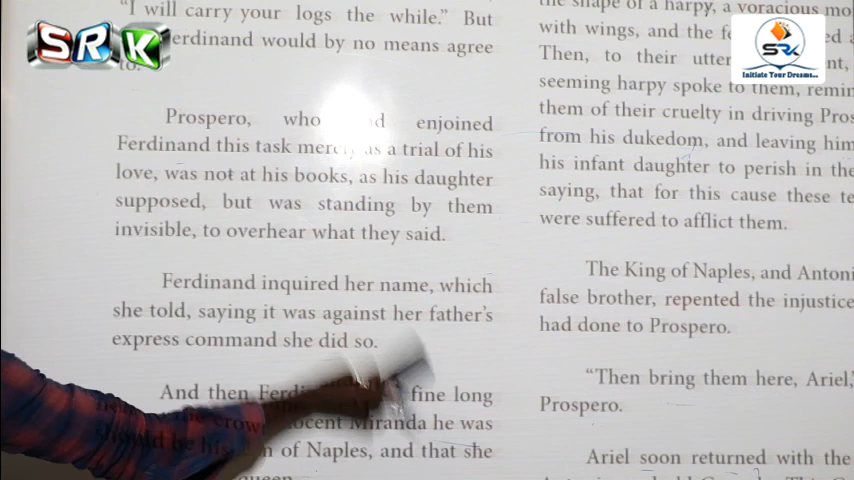 SRK
"I will carry your logs the while." But
Ferdinand would by no means agree
to.
Prospero, who had enjoined
Ferdinand this task merely as a trial of his
love, was not at his books, as his daughter
supposed, but was standing by them
invisible, to overhear what they said.
Ferdinand inquired her name, which
she told, saying it was against her father's
express command she did so.
And then Ferdi fine long
Miranda he was
of Naples, and that she
queen
the shape of a harpy, a voracious mo
with wings, and the
Then, to their utter
seeming harpy spoke to them, remin
them of their cruelty in driving Pros
from his dukedom, and leaving him
his infant daughter to perish in the
saying, that for this cause these te
were suffered to afflict them.
The King of Naples, and Antoni
false brother, repented the injustice
had done to Prospero.
"Then bring them here, Ariel,"
Prospero.
Ariel soon returned with the
SRK
Initiate Your Dreams...